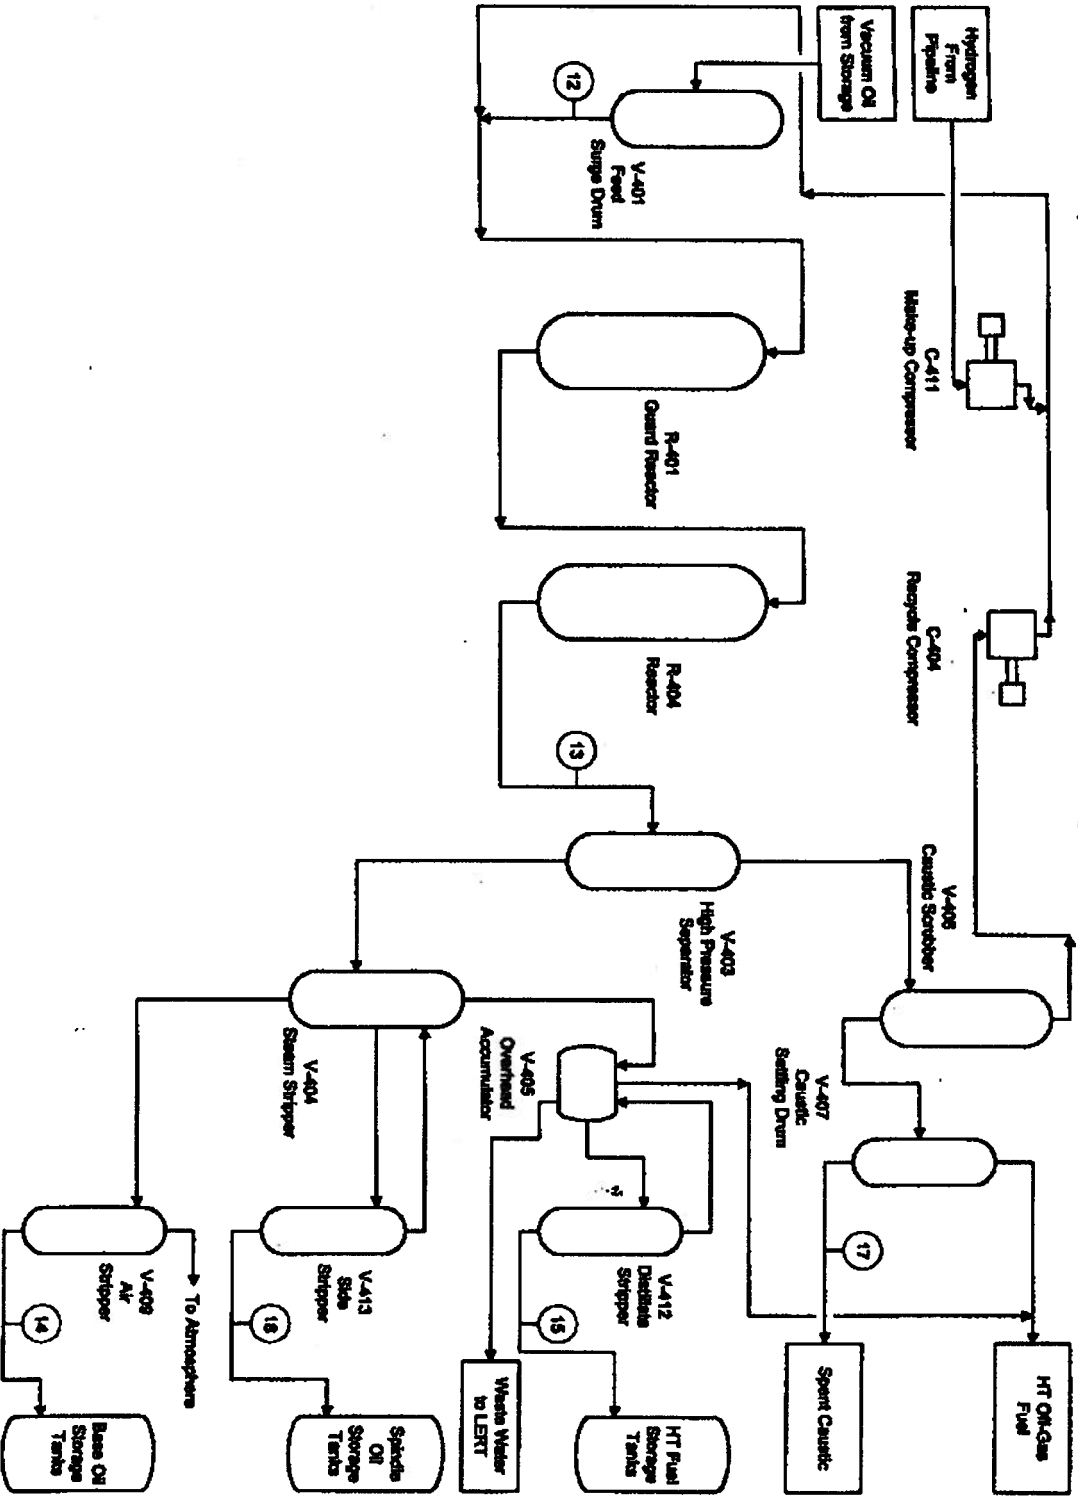 Hydrogen
From
Pipeline
Vacuum Oil
from Storage
12
V-401
Feed
Surge Drum
C-411
Make-up Compressor
R-401
Guard Reactor
C-404
Recycle Compressor
R-404
Reactor
13
V-403
High Pressure
Separator
V-406
Caustic Scrubber
V-407
Caustic
Settling Drum
V-404
Steam Stripper
V-405
Overhead
Accumulator
V-412
Distillate
Stripper
V-413
Side
Stripper
V-409
Air
Stripper
To Atmosphere
17
15
16
14
HT Off-Gas
Fuel
Spent Caustic
HT Fuel
Storage
Tanks
Waste Water
to LERT
Spindle
Oil
Storage
Tanks
Base Oil
Storage
Tanks